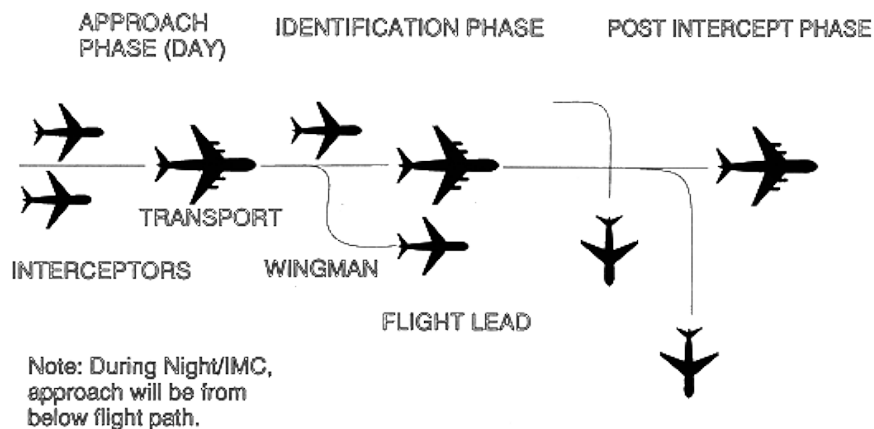 APPROACH
PHASE (DAY)
IDENTIFICATION PHASE
POST INTERCEPT PHASE
TRANSPORT
INTERCEPTORS
WINGMAN
FLIGHT LEAD
Note: During Night/IMC,
approach will be from
below flight path.